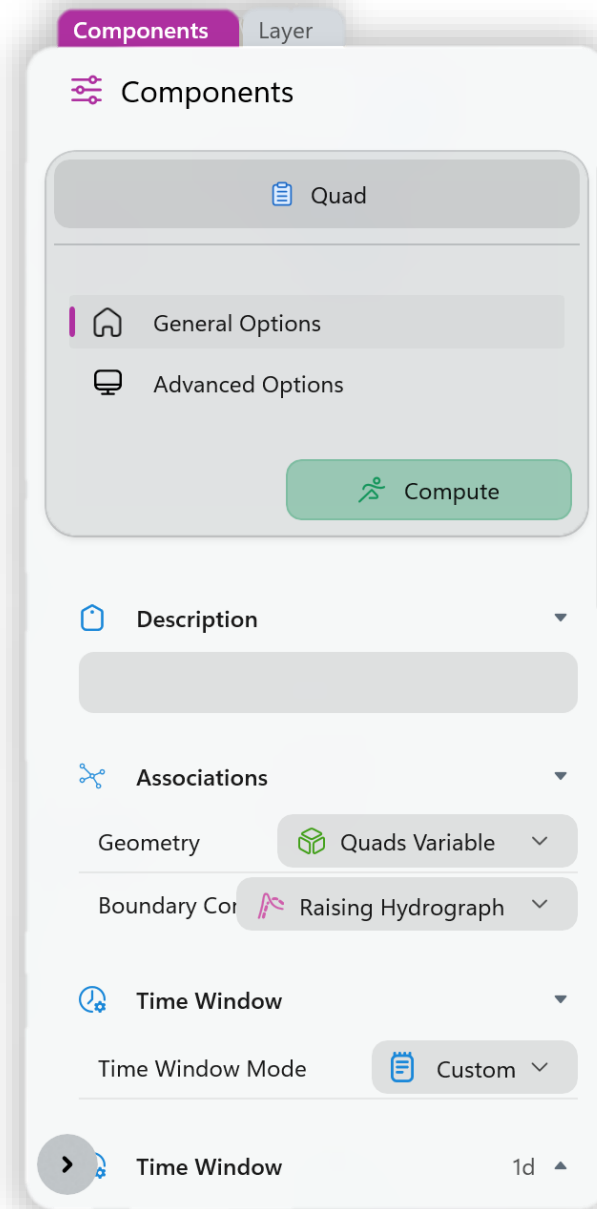 Components Layer
Components
Quad
General Options
Advanced Options
Compute
Description
Associations
Geometry Quads Variable
Boundary Cor Raising Hydrograph
Time Window
Time Window Mode Custom
Time Window 1d